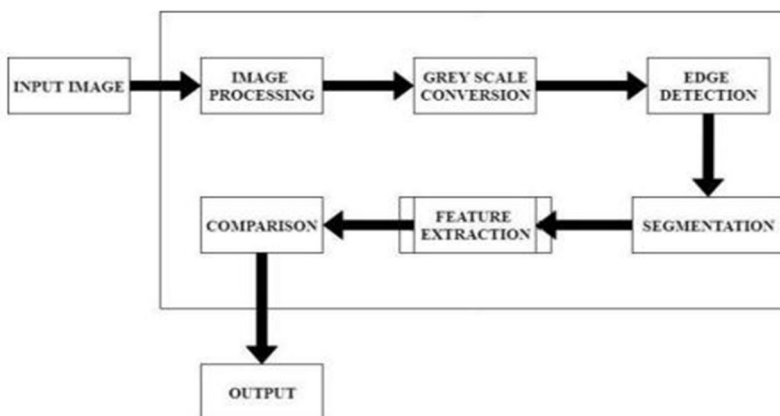 INPUT IMAGE
IMAGE
PROCESSING
GREY SCALE
CONVERSION
EDGE
DETECTION
SEGMENTATION
FEATURE
EXTRACTION
COMPARISON
OUTPUT